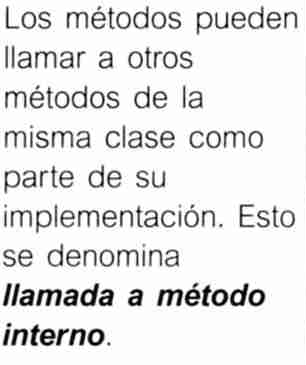 Los métodos pueden
llamar a otros
métodos de la
misma clase como
parte de su
implementación. Esto
se denomina
llamada a método
interno.